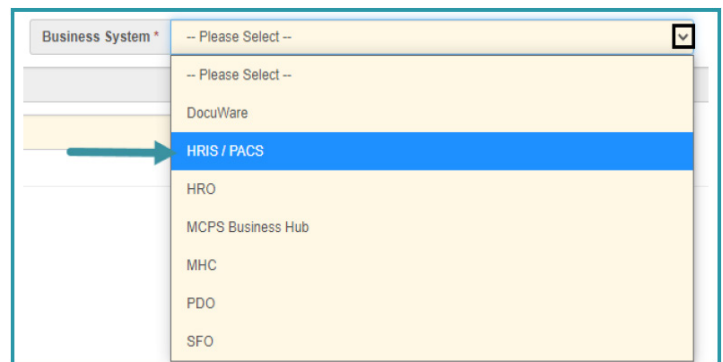 Business System * -- Please Select --
-- Please Select --
DocuWare
HRIS / PACS
HRO
MCPS Business Hub
MHC
PDO
SFO